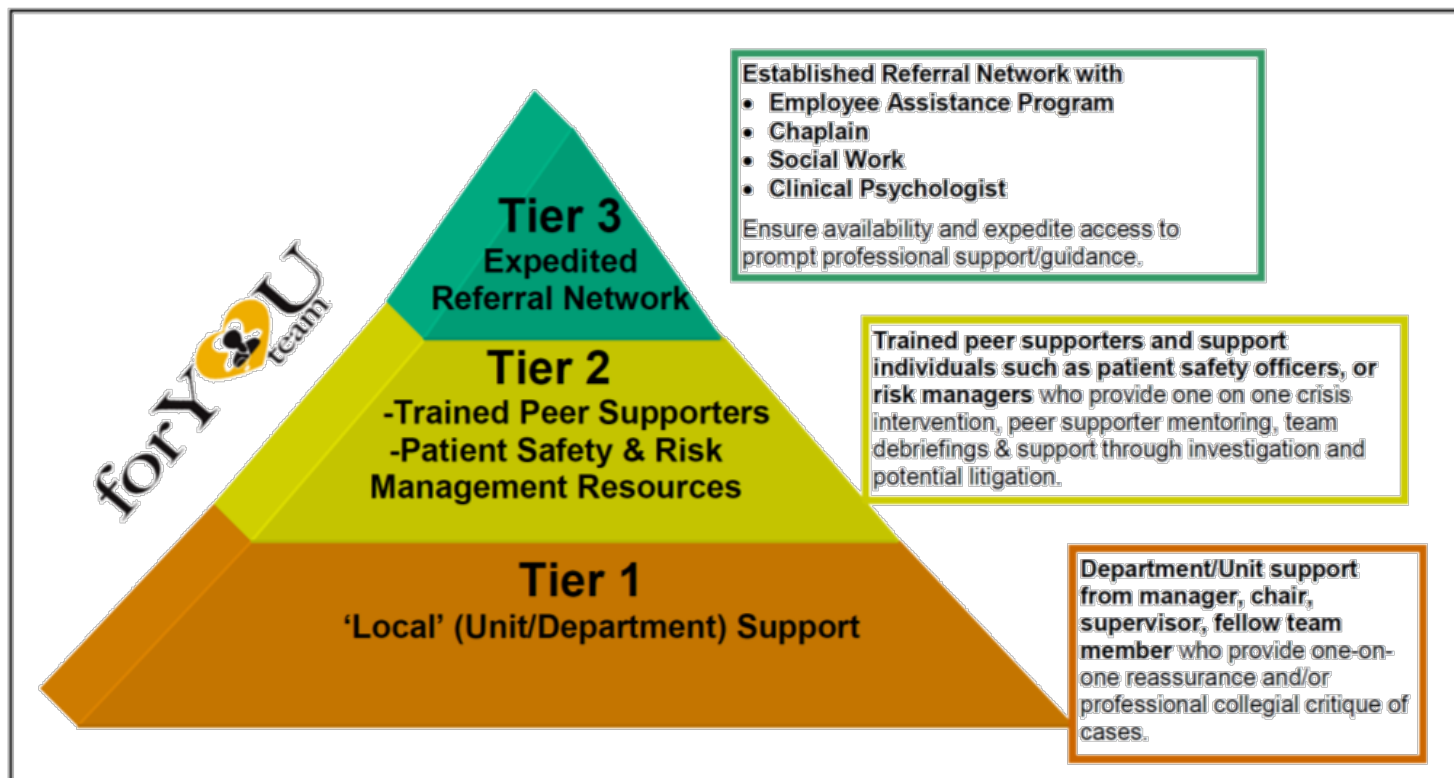 Established Referral Network with
• Employee Assistance Program
• Chaplain
• Social Work
• Clinical Psychologist
Ensure availability and expedite access to
prompt professional support/guidance.
Tier 3
Expedited
Referral Network
forYOU
team
Trained peer supporters and support
individuals such as patient safety officers, or
risk managers who provide one on one crisis
intervention, peer supporter mentoring, team
debriefings & support through investigation and
potential litigation.
Tier 2
-Trained Peer Supporters
-Patient Safety & Risk
Management Resources
Department/Unit support
from manager, chair,
supervisor, fellow team
member who provide one-on-
one reassurance and/or
professional collegial critique of
cases.
Tier 1
‘Local’ (Unit/Department) Support